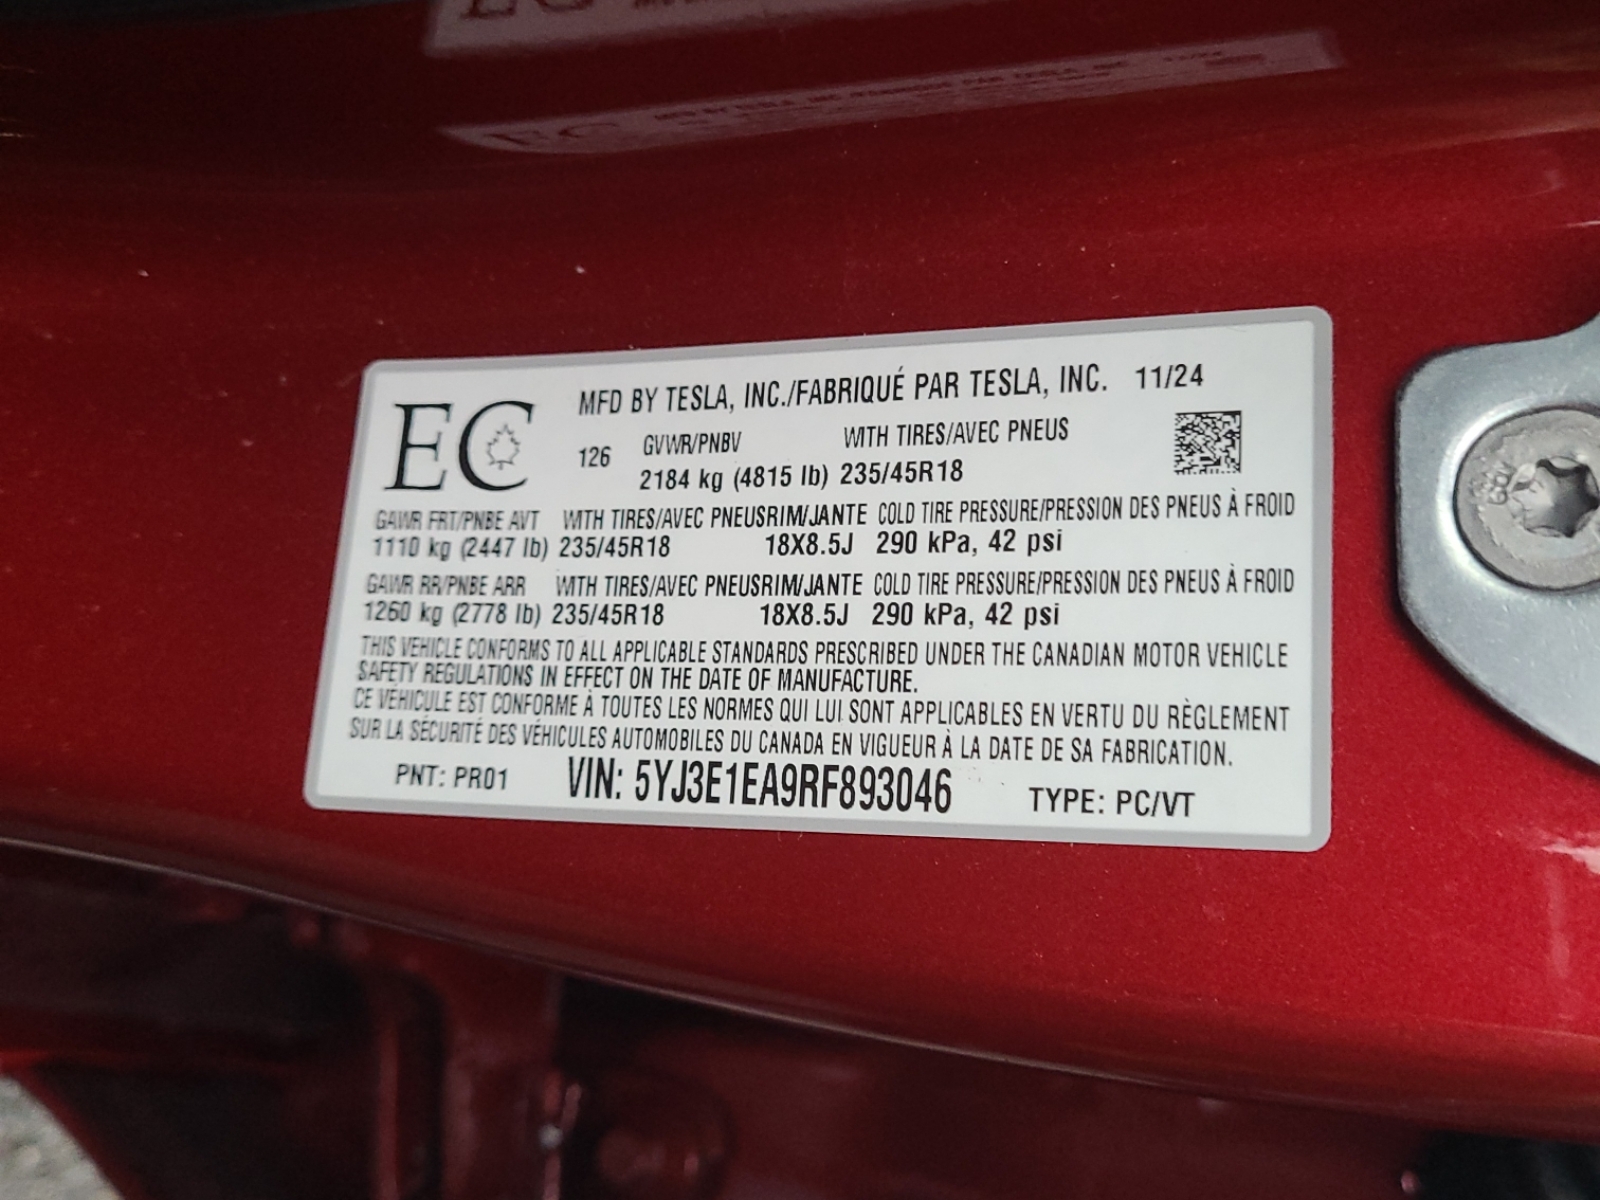 EC
MFD BY TESLA, INC./FABRIQUÉ PAR TESLA, INC. 11/24
126 GVWR/PNBV WITH TIRES/AVEC PNEUS
2184 kg (4815 lb) 235/45R18
GAWR FRT/PNBE AVT WITH TIRES/AVEC PNEUSRIM/JANTE COLD TIRE PRESSURE/PRESSION DES PNEUS À FROID
1110 kg (2447 lb) 235/45R18 18X8.5J 290 kPa, 42 psi
GAWR RR/PNBE ARR WITH TIRES/AVEC PNEUSRIM/JANTE COLD TIRE PRESSURE/PRESSION DES PNEUS À FROID
1260 kg (2778 lb) 235/45R18 18X8.5J 290 kPa, 42 psi
THIS VEHICLE CONFORMS TO ALL APPLICABLE STANDARDS PRESCRIBED UNDER THE CANADIAN MOTOR VEHICLE
SAFETY REGULATIONS IN EFFECT ON THE DATE OF MANUFACTURE.
CE VÉHICULE EST CONFORME À TOUTES LES NORMES QUI LUI SONT APPLICABLES EN VERTU DU RÈGLEMENT
SUR LA SÉCURITÉ DES VÉHICULES AUTOMOBILES DU CANADA EN VIGUEUR À LA DATE DE SA FABRICATION.
PNT: PR01 VIN: 5YJ3E1EA9RF893046 TYPE: PC/VT